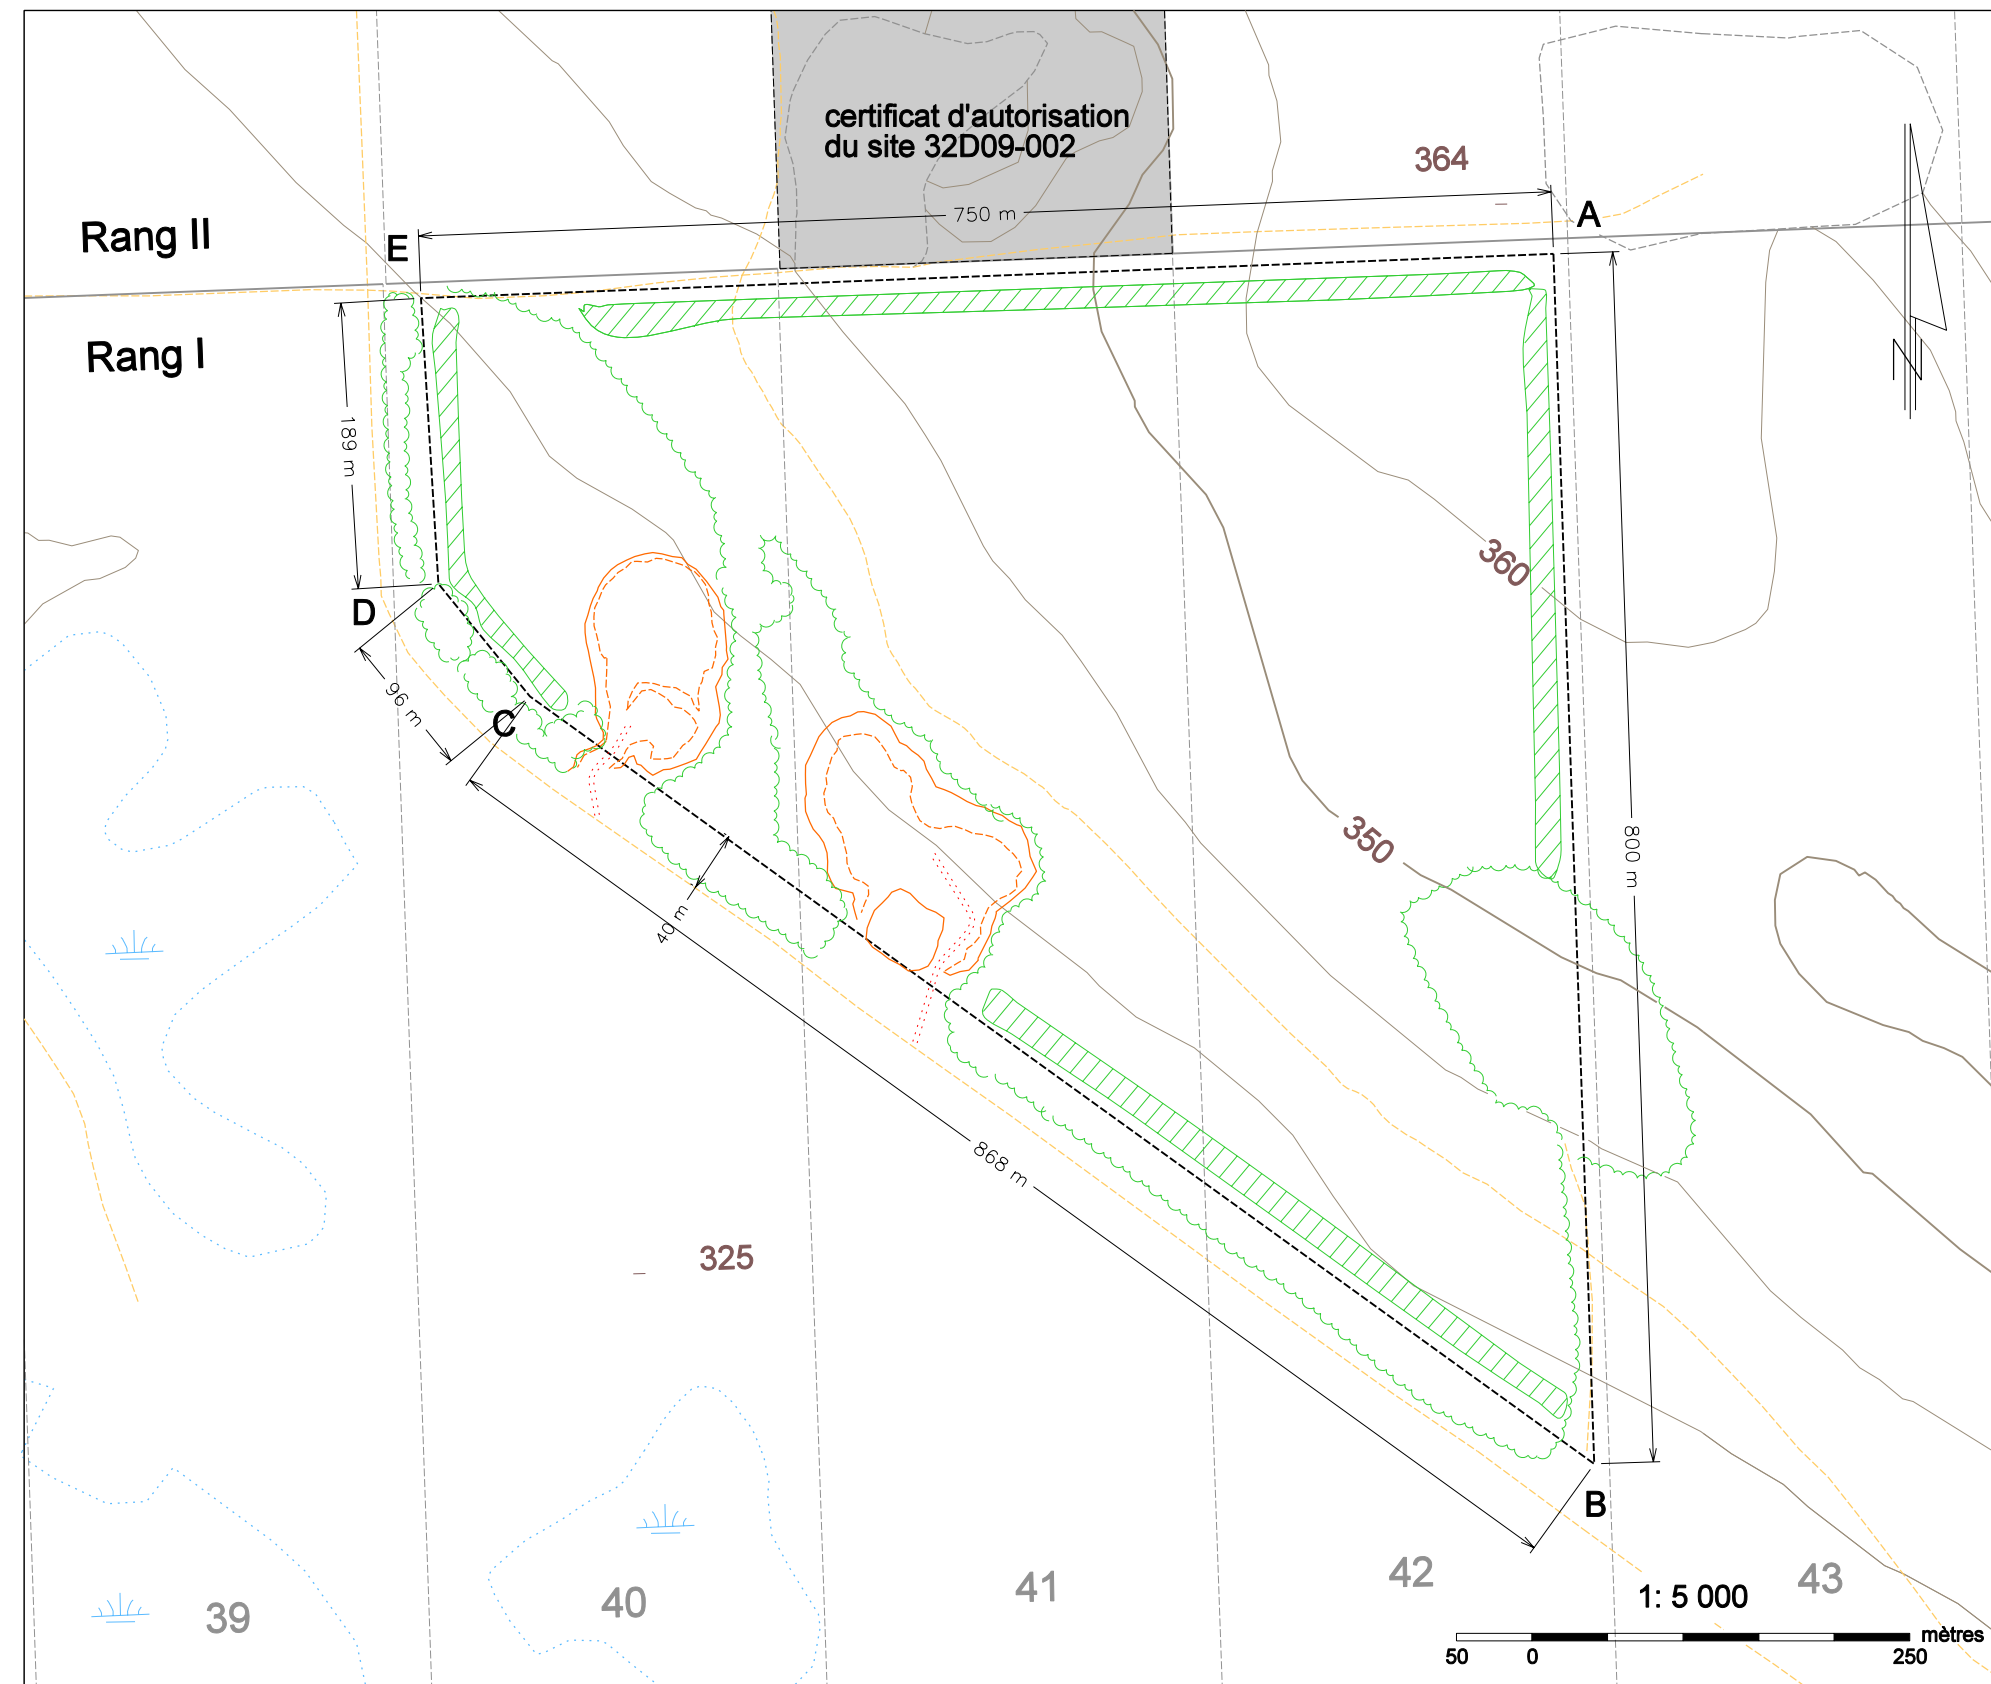 certificat d'autorisation
du site 32D09-002
364
Rang II
E
750 m
A
Rang I
189 m
360
D
96 m
C
350
800 m
40 m
868 m
325
B
N
39
40
41
42
43
1: 5 000
mètres
50 0 250